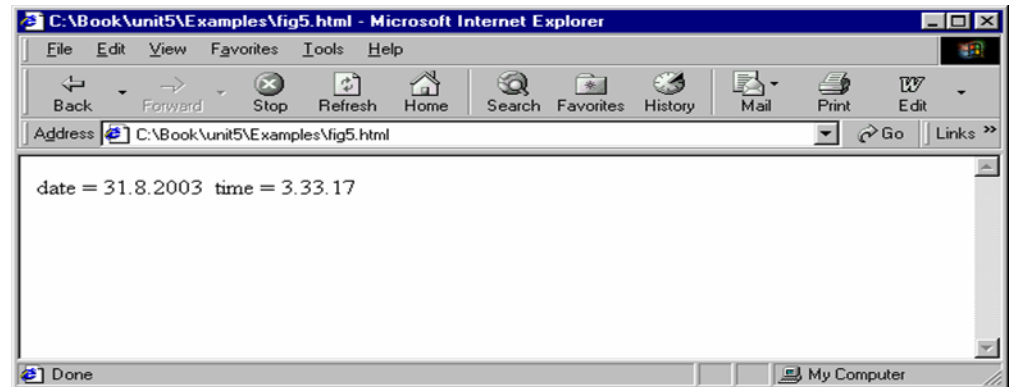 C:\Book\unit5\Examples\fig5.html - Microsoft Internet Explorer
File Edit View Favorites Tools Help
Back Forward Stop Refresh Home Search Favorites History Mail Print Edit
Address C:\Book\unit5\Examples\fig5.html Go Links »
date = 31.8.2003 time = 3.33.17
Done My Computer